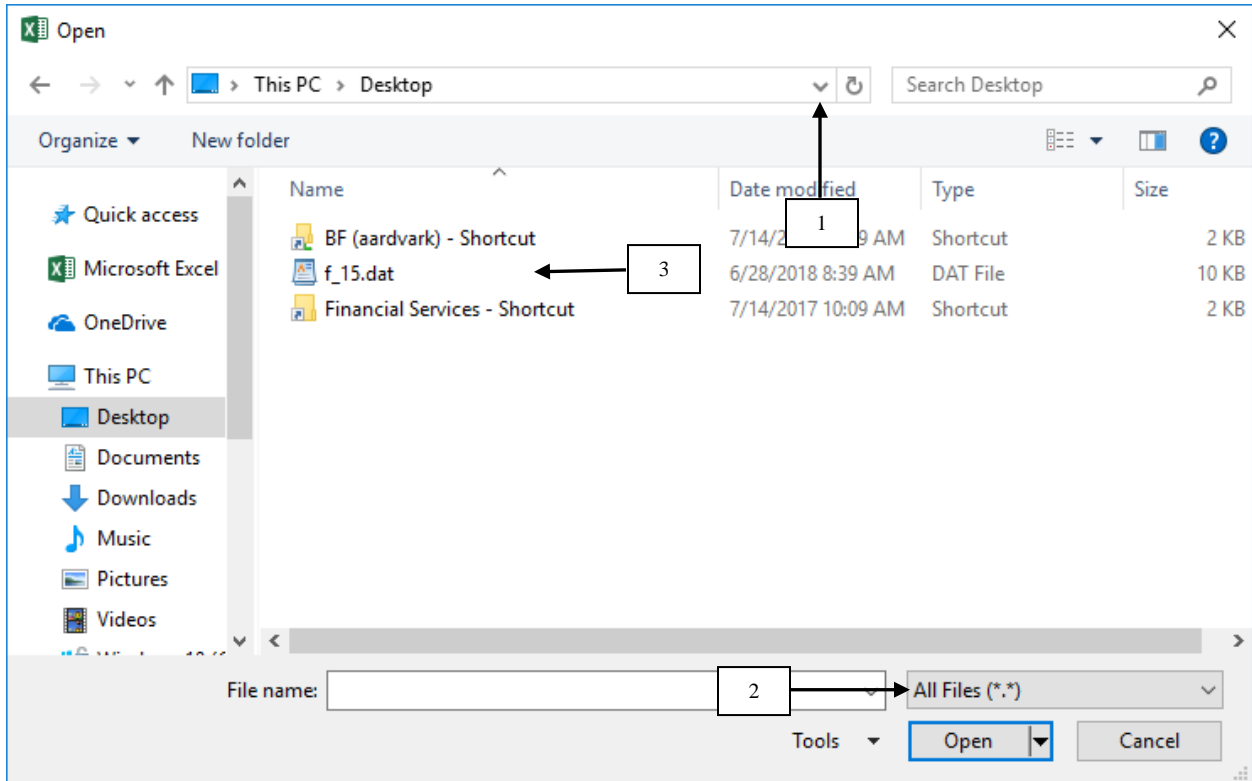 Open
This PC > Desktop
Search Desktop
Organize
New folder
Name
Date modified
Type
Size
1
BF (aardvark) - Shortcut
7/14/2 9 AM
Shortcut
2 KB
3
f_15.dat
6/28/2018 8:39 AM
DAT File
10 KB
Financial Services - Shortcut
7/14/2017 10:09 AM
Shortcut
2 KB
Quick access
Microsoft Excel
OneDrive
This PC
Desktop
Documents
Downloads
Music
Pictures
Videos
File name:
2
All Files (*.*)
Tools
Open
Cancel